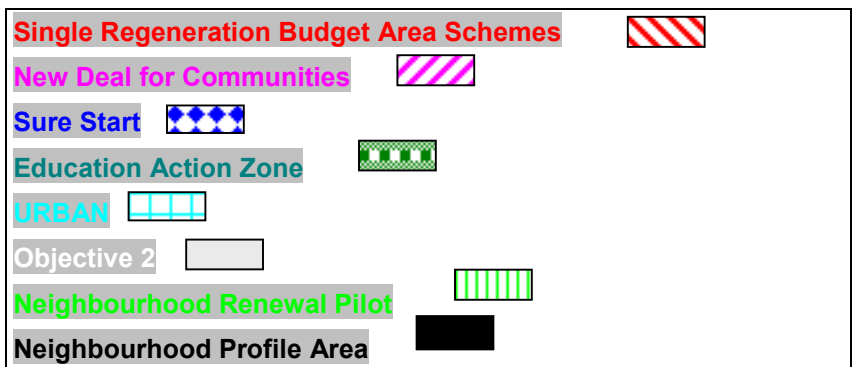 Single Regeneration Budget Area Schemes
New Deal for Communities
Sure Start
Education Action Zone
URBAN
Objective 2
Neighbourhood Renewal Pilot
Neighbourhood Profile Area